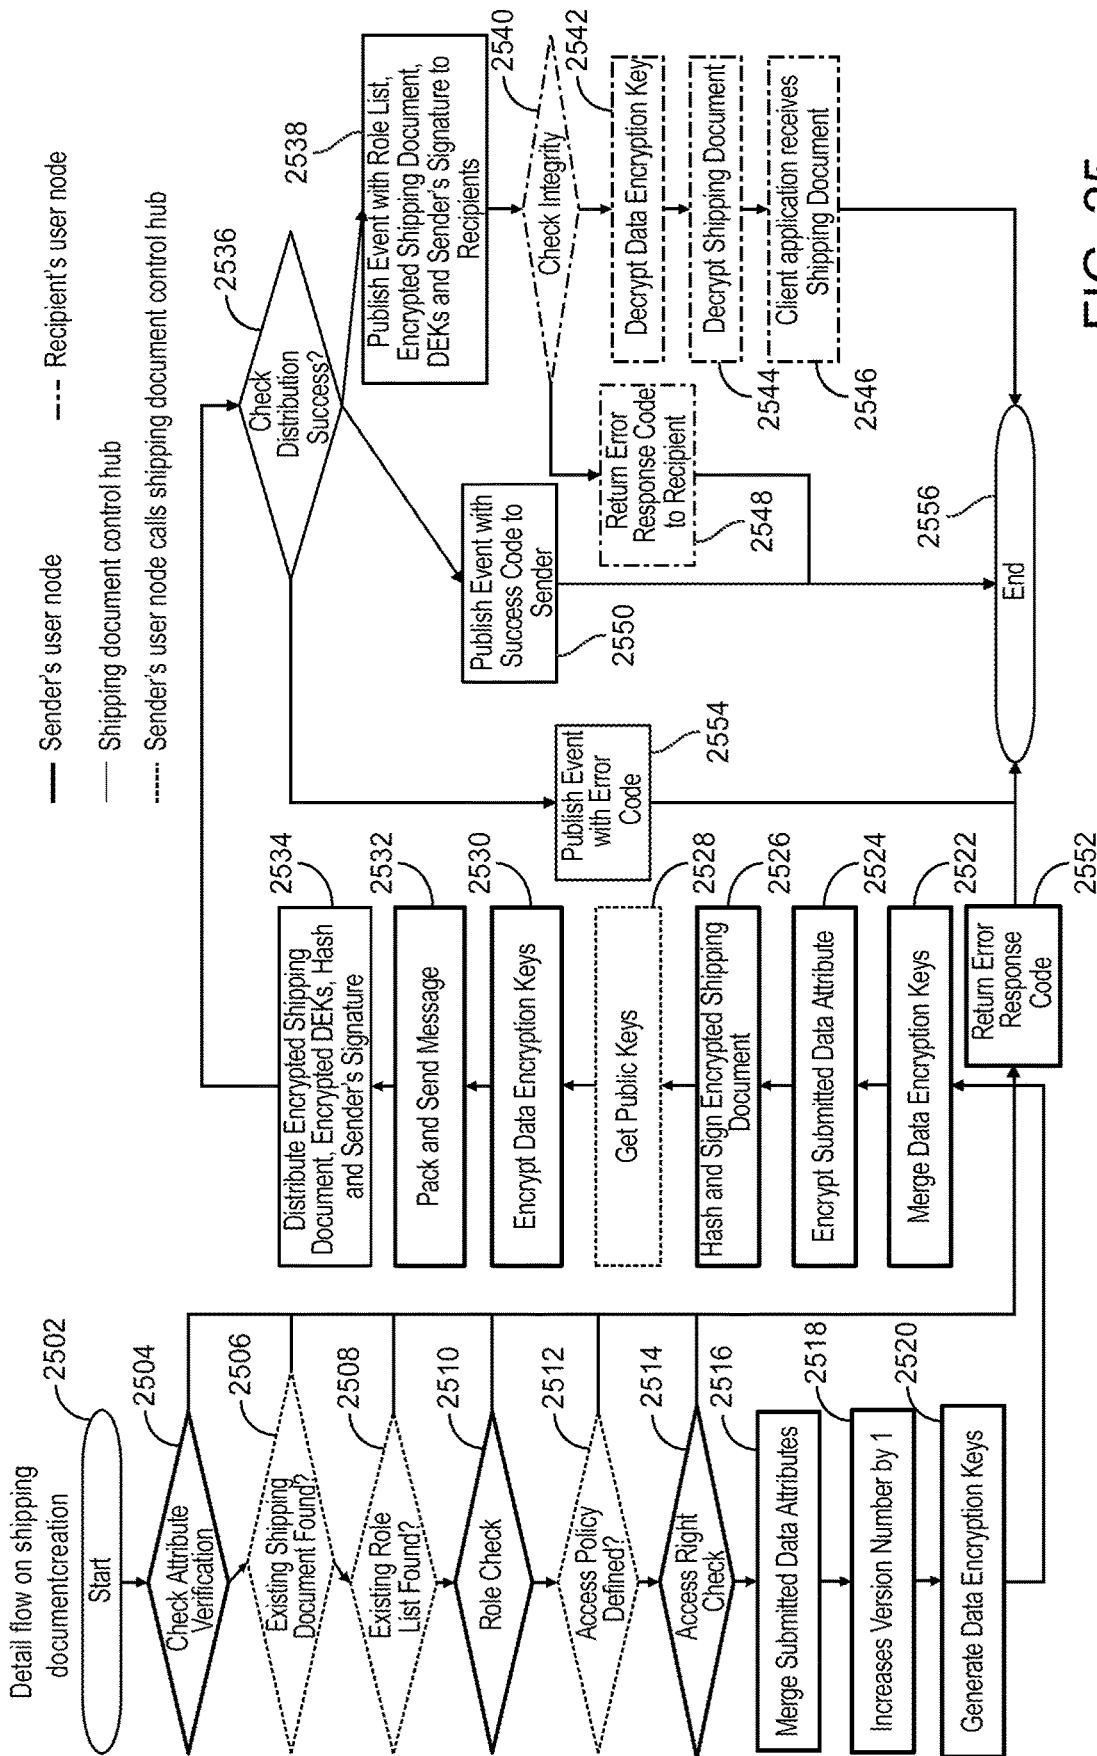 Detail flow on shipping
documentcreation
Sender's user node
Recipient's user node
Shipping document control hub
Sender's user node calls shipping document control hub
Start
2502
Check Attribute
Verification
2504
Existing Shipping
Document Found?
2506
Existing Role
List Found?
2508
Role Check
2510
Access Policy
Defined?
2512
Access Right
Check
2514
Merge Submitted Data Attributes
2516
Increases Version Number by 1
2518
Generate Data Encryption Keys
2520
Distribute Encrypted Shipping
Document, Encrypted DEKs, Hash
and Sender's Signature
2534
Pack and Send Message
2532
Encrypt Data Encryption Keys
2530
Get Public Keys
2528
Hash and Sign Encrypted Shipping
Document
2526
Encrypt Submitted Data Attribute
2524
Merge Data Encryption Keys
2522
Return Error
Response
Code
2552
Check
Distribution
Success?
2536
Publish Event
with Error
Code
2554
Publish Event with
Success Code to
Sender
2550
Publish Event with Role List,
Encrypted Shipping Document,
DEKs and Sender's Signature to
Recipients
2538
Check Integrity
2540
Return Error
Response Code
to Recipient
2548
Decrypt Data Encryption Key
2542
Decrypt Shipping Document
2544
Client application receives
Shipping Document
2546
End
2556